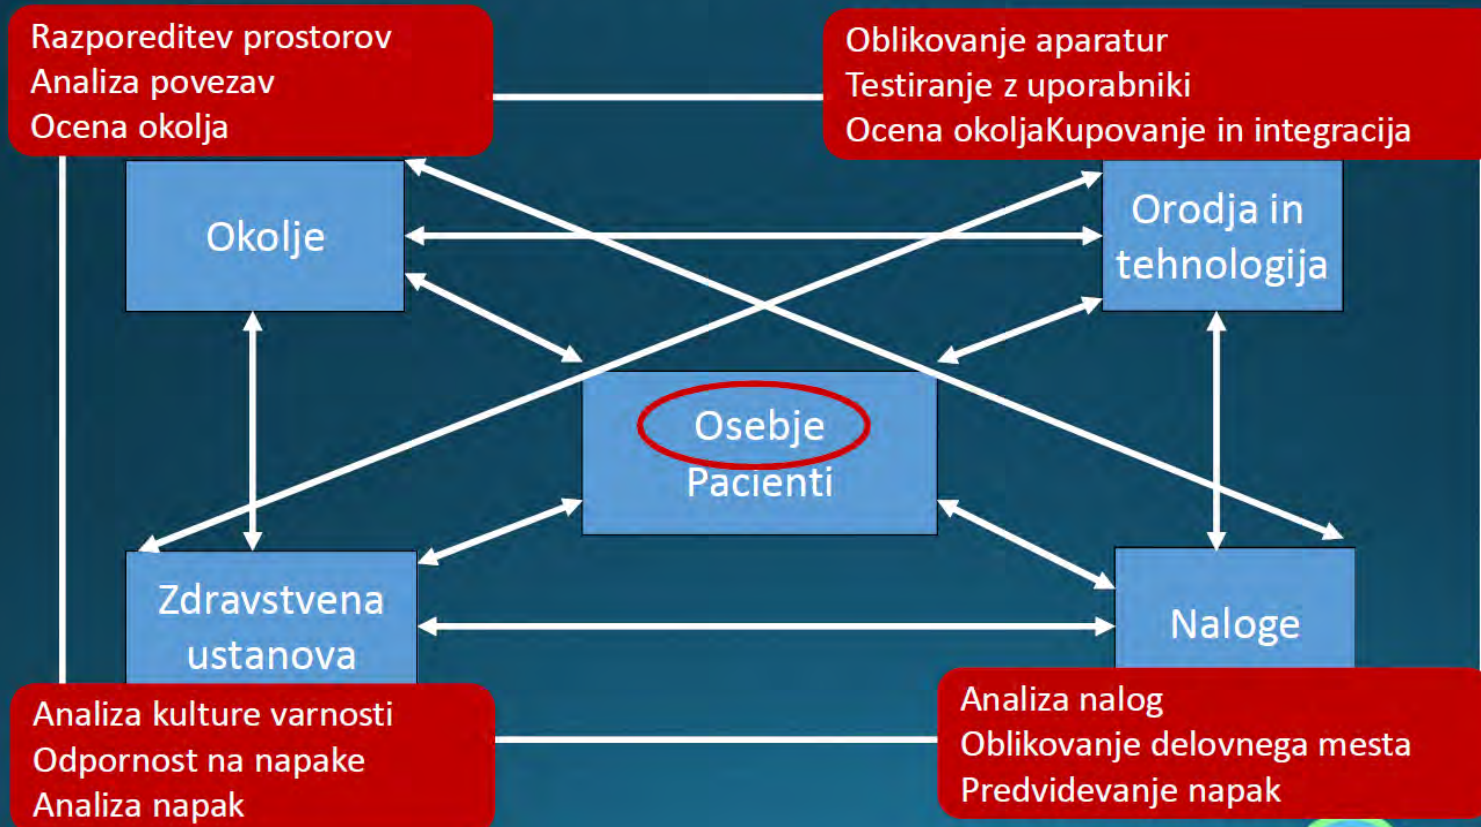 Razporeditev prostorov
Analiza povezav
Ocena okolja
Oblikovanje aparatur
Testiranje z uporabniki
Ocena okoljaKupovanje in integracija
Okolje
Orodja in
tehnologija
Osebje
Pacienti
Zdravstvena
ustanova
Naloge
Analiza kulture varnosti
Odpornost na napake
Analiza napak
Analiza nalog
Oblikovanje delovnega mesta
Predvidevanje napak